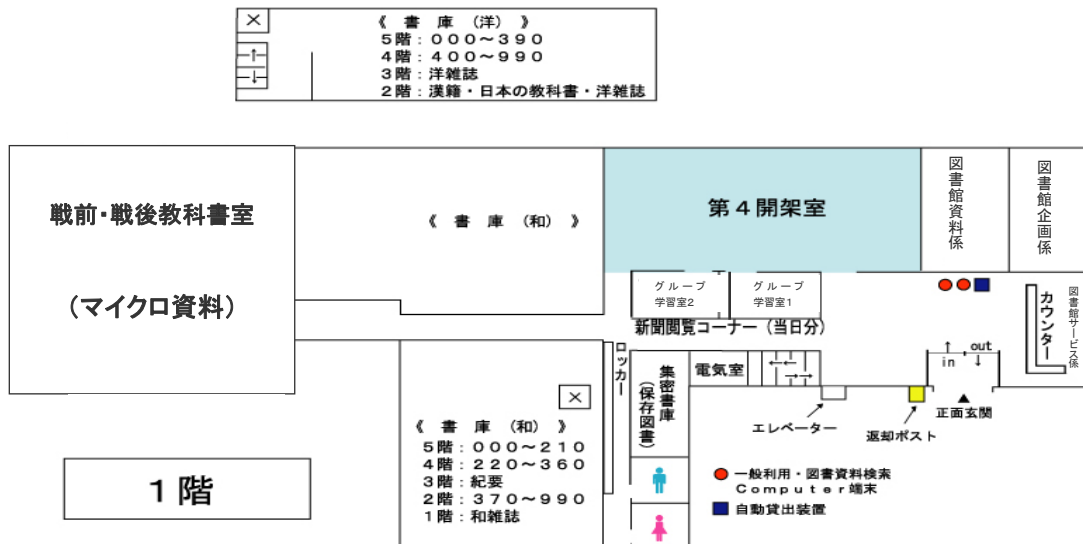 《 書 庫 (洋) 》
5階：000～390
4階：400～990
3階：洋雑誌
2階：漢籍・日本の教科書・洋雑誌
戦前・戦後教科書室
（マイクロ資料）
《 書 庫 (和) 》
第4開架室
図書館資料係
図書館企画係
グループ
学習室2
グループ
学習室1
新聞閲覧コーナー（当日分）
カウンター
図書館サービス係
↑
in
out
↓
正面玄関
ロッカー
集密書庫
(保存図書)
電気室
エレベーター
返却ポスト
《 書 庫 (和) 》
5階：000～210
4階：220～360
3階：紀要
2階：370～990
1階：和雑誌
1階
一般利用・図書資料検索
Computer端末
自動貸出装置